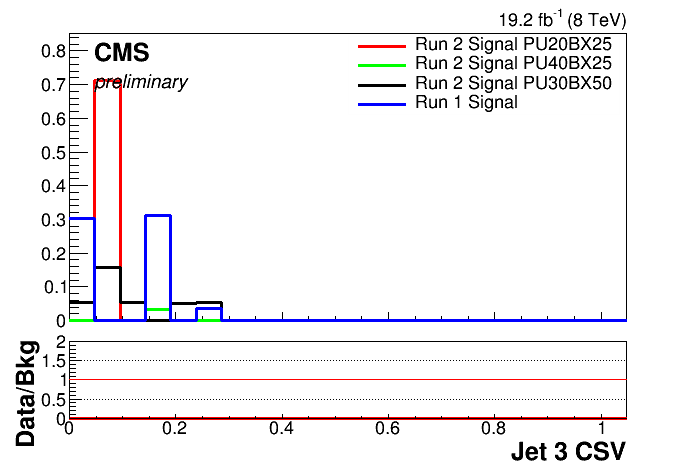 19.2 fb-1 (8 TeV)
CMS
preliminary
Run 2 Signal PU20BX25
Run 2 Signal PU40BX25
Run 2 Signal PU30BX50
Run 1 Signal
0.8
0.7
0.6
0.5
0.4
0.3
0.2
0.1
0
Data/Bkg
2
1.5
1
0.5
0
0 0.2 0.4 0.6 0.8 1
Jet 3 CSV